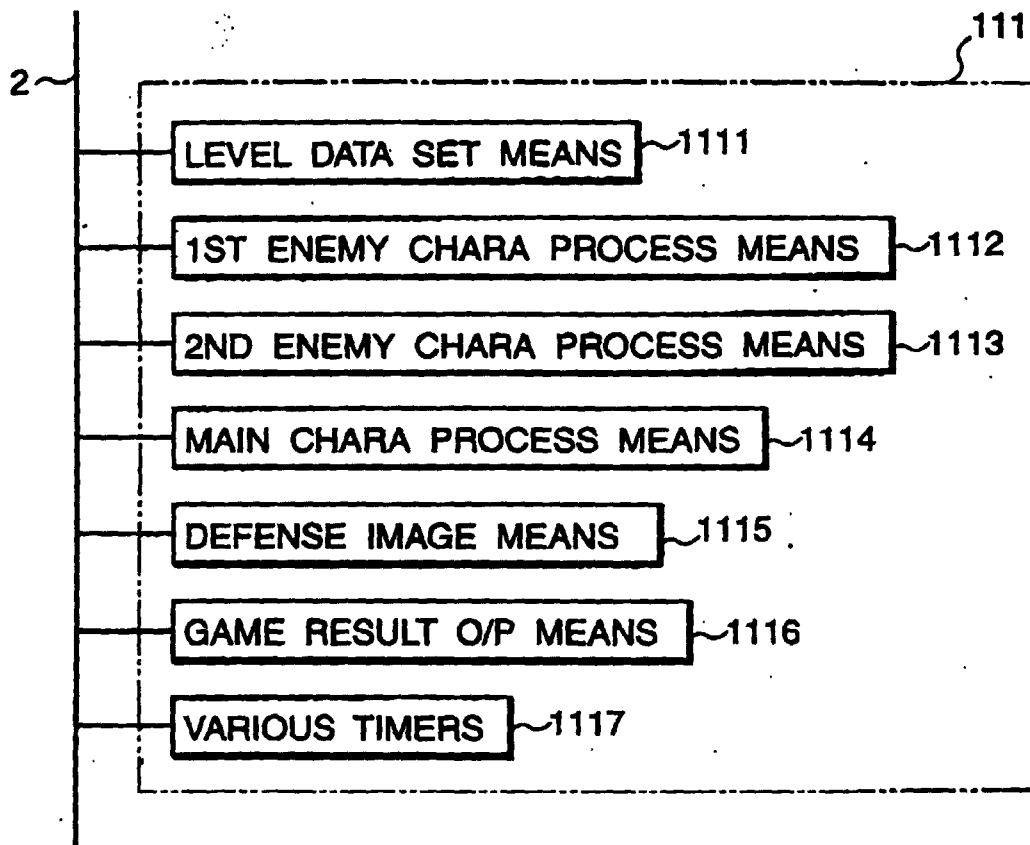 111
2
LEVEL DATA SET MEANS 1111
1ST ENEMY CHARA PROCESS MEANS 1112
2ND ENEMY CHARA PROCESS MEANS 1113
MAIN CHARA PROCESS MEANS 1114
DEFENSE IMAGE MEANS 1115
GAME RESULT O/P MEANS 1116
VARIOUS TIMERS 1117